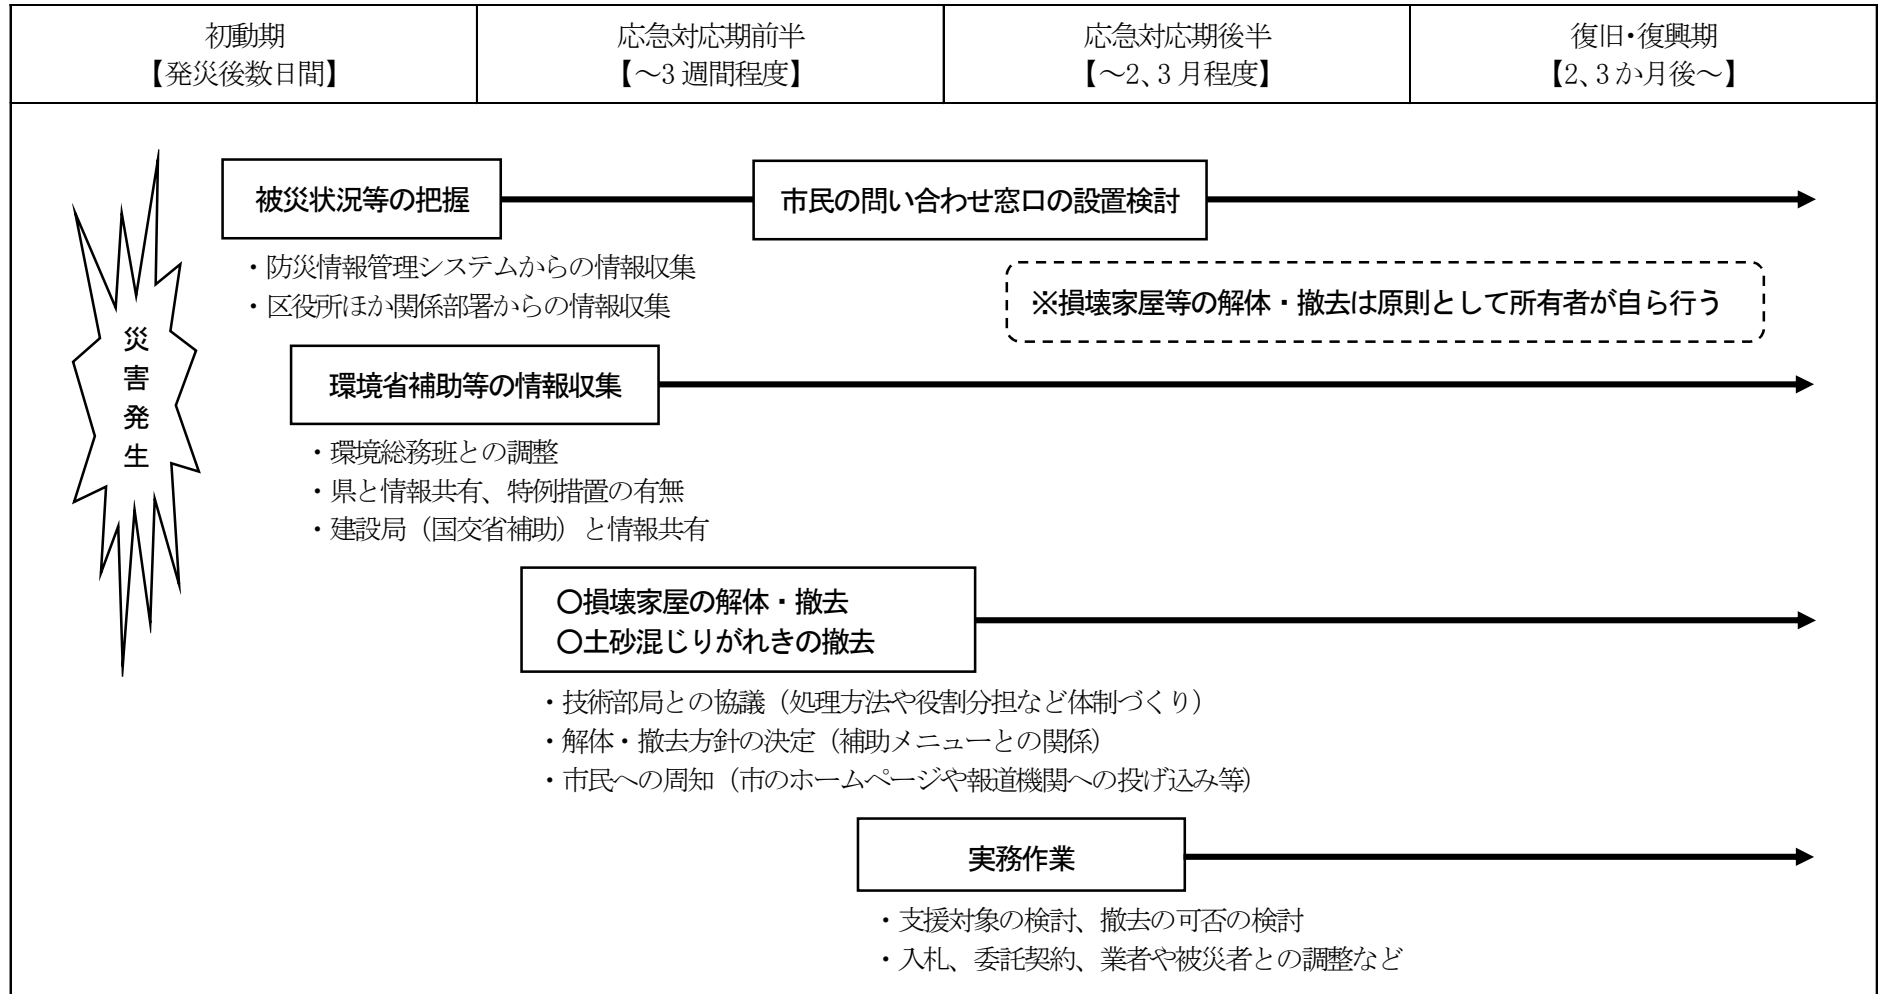 初動期
【発災後数日間】
応急対応期前半
【～3週間程度】
応急対応期後半
【～2、3月程度】
復旧・復興期
【2、3か月後～】
災害発生
被災状況等の把握
市民の問い合わせ窓口の設置検討
・防災情報管理システムからの情報収集
・区役所ほか関係部署からの情報収集
※損壊家屋等の解体・撤去は原則として所有者が自ら行う
環境省補助等の情報収集
・環境総務班との調整
・県と情報共有、特例措置の有無
・建設局（国交省補助）と情報共有
〇損壊家屋の解体・撤去
〇土砂混じりがれきの撤去
・技術部局との協議（処理方法や役割分担など体制づくり）
・解体・撤去方針の決定（補助メニューとの関係）
・市民への周知（市のホームページや報道機関への投げ込み等）
実務作業
・支援対象の検討、撤去の可否の検討
・入札、委託契約、業者や被災者との調整など